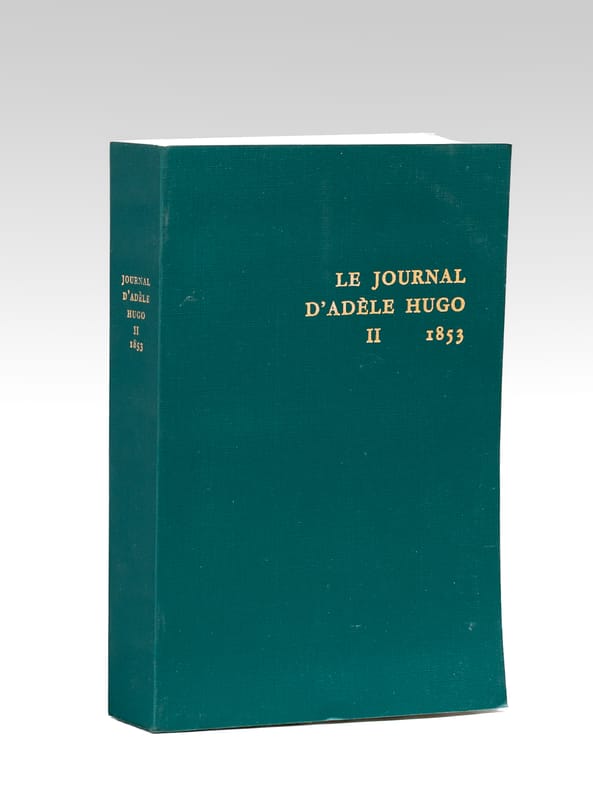 JOURNAL
D'ADÈLE
HUGO
II
1853
LE JOURNAL
D'ADÈLE HUGO
II 1853